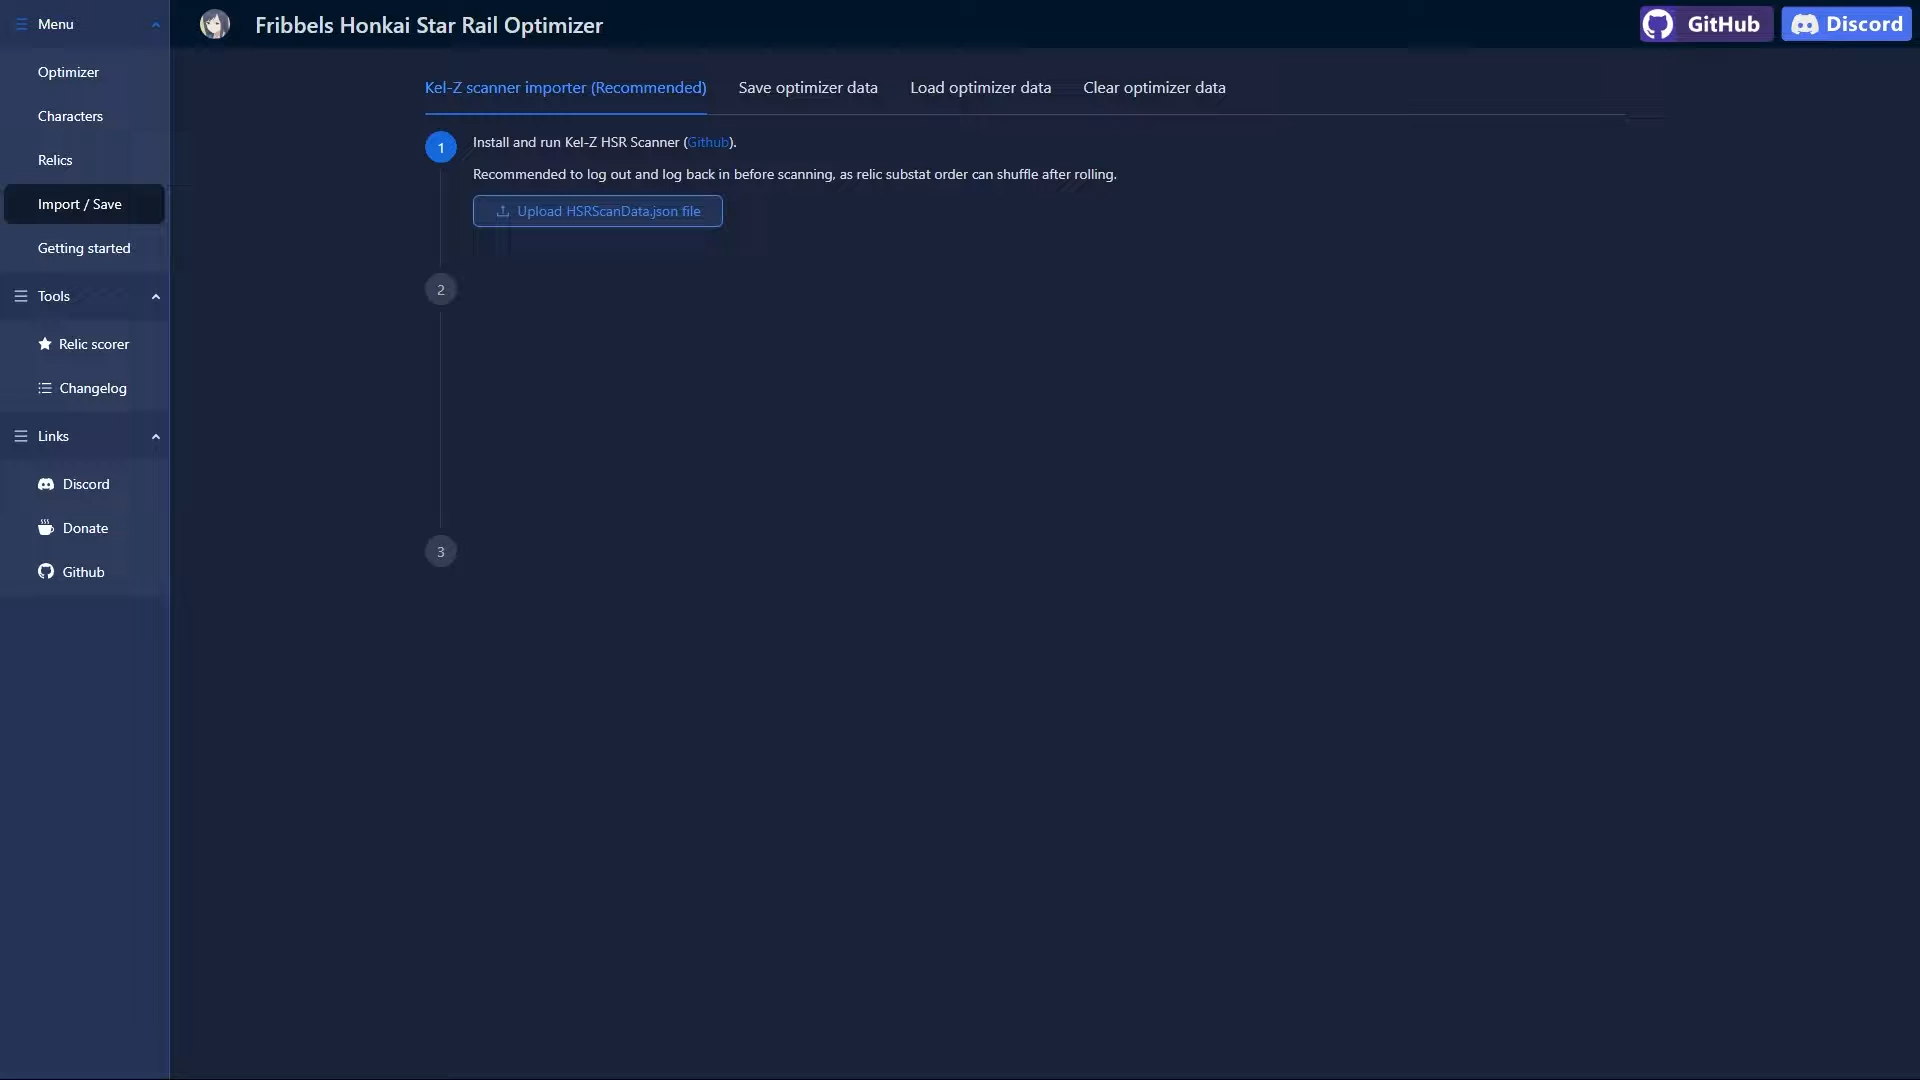 Menu
Optimizer
Characters
Relics
Import / Save
Getting started
Tools
Relic scorer
Changelog
Links
Discord
Donate
Github
Fribbels Honkai Star Rail Optimizer
GitHub
Discord
Kel-Z scanner importer (Recommended)
Save optimizer data
Load optimizer data
Clear optimizer data
1
Install and run Kel-Z HSR Scanner (Github).
Recommended to log out and log back in before scanning, as relic substat order can shuffle after rolling.
Upload HSRScanData.json file
2
3